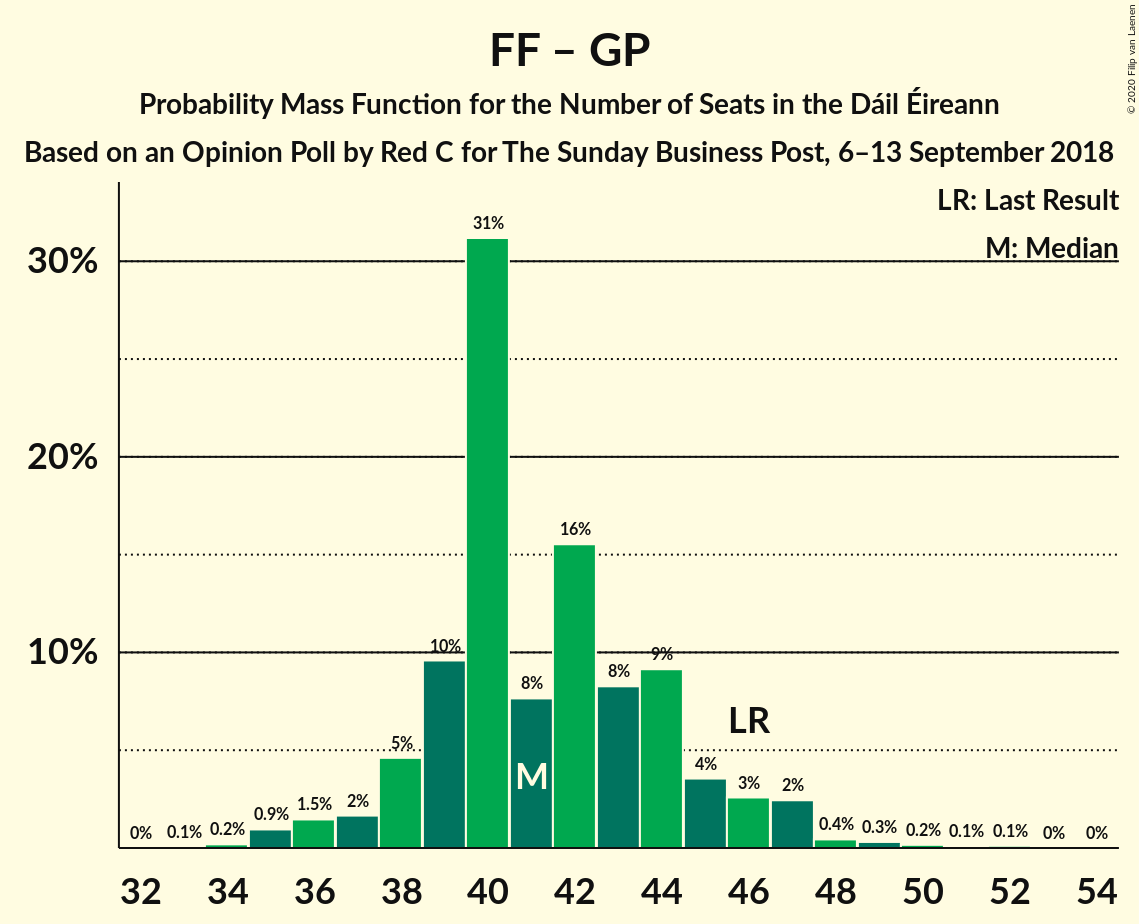 FF – GP
Probability Mass Function for the Number of Seats in the Dáil Éireann
Based on an Opinion Poll by Red C for The Sunday Business Post, 6–13 September 2018
© 2020 Filip van Laenen
LR: Last Result
M: Median
30%
20%
10%
0% 0.1% 0.2% 0.9% 1.5% 2% 5% 10% 31% 8% 16% 8% 9% 4% 3% 2% 0.4% 0.3% 0.2% 0.1% 0.1% 0% 0%
LR
M
32 34 36 38 40 42 44 46 48 50 52 54